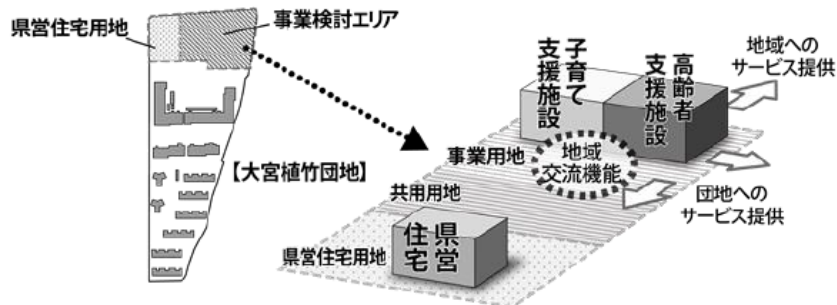 県営住宅用地
事業検討エリア
【大宮植竹団地】
子育て
支援施設
高齢者
支援施設
地域への
サービス提供
事業用地
地域
交流機能
共用用地
団地への
サービス提供
県営住宅用地
県営
住宅